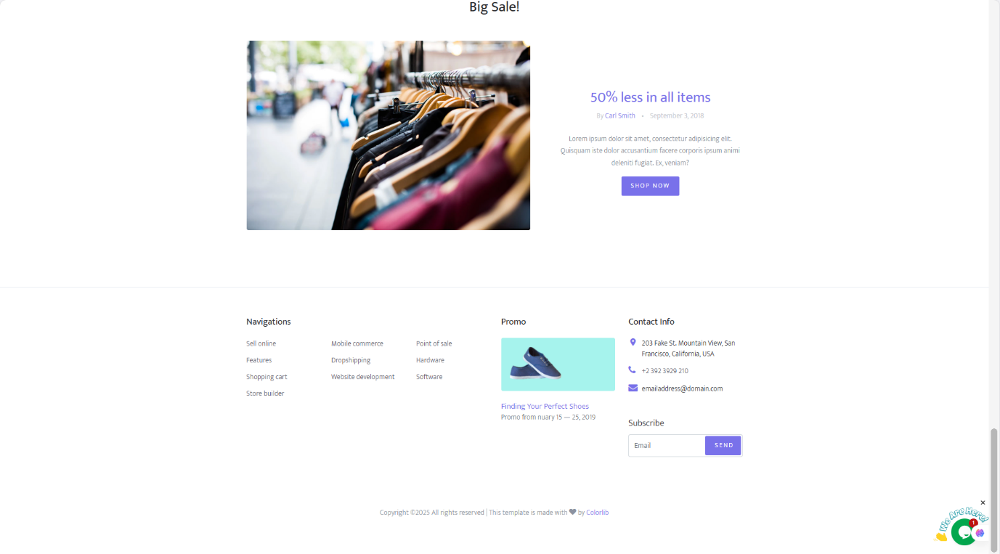 Big Sale!
50% less in all items
By Carl Smith • September 3, 2018
Lorem ipsum dolor sit amet, consectetur adipisicing elit.
Quisquam iste dolor accusantium facere corporis ipsum animi
deleniti fugiat. Ex, veniam?
SHOP NOW
Navigations
Sell online
Features
Shopping cart
Store builder
Mobile commerce
Dropshipping
Website development
Point of sale
Hardware
Software
Promo
Finding Your Perfect Shoes
Promo from nuary 15 — 25, 2019
Contact Info
203 Fake St. Mountain View, San
Francisco, California, USA
+2 392 3929 210
emailaddress@domain.com
Subscribe
Email
SEND
Copyright ©2025 All rights reserved | This template is made with ♥ by Colorlib
We Are Here!
1